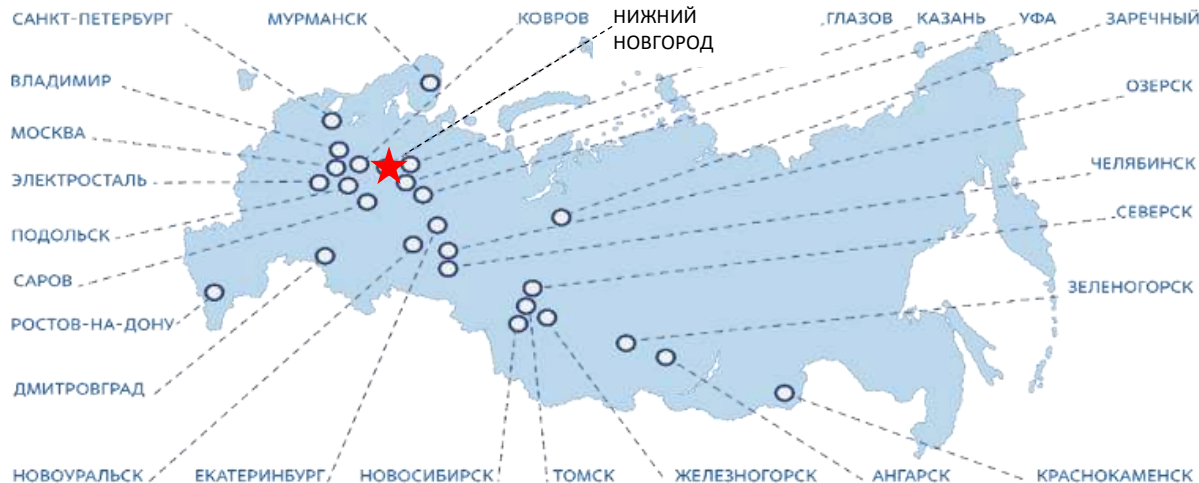 САНКТ-ПЕТЕРБУРГ
МУРМАНСК
КОВРОВ
НИЖНИЙ
НОВГОРОД
ГЛАЗОВ
КАЗАНЬ
УФА
ЗАРЕЧНЫЙ
ВЛАДИМИР
ОЗЕРСК
МОСКВА
ЧЕЛЯБИНСК
ЭЛЕКТРОСТАЛЬ
СЕВЕРСК
ПОДОЛЬСК
САРОВ
ЗЕЛЕНОГОРСК
РОСТОВ-НА-ДОНУ
ДМИТРОВГРАД
НОВОУРАЛЬСК
ЕКАТЕРИНБУРГ
НОВОСИБИРСК
ТОМСК
ЖЕЛЕЗНОГОРСК
АНГАРСК
КРАСНОКАМЕНСК